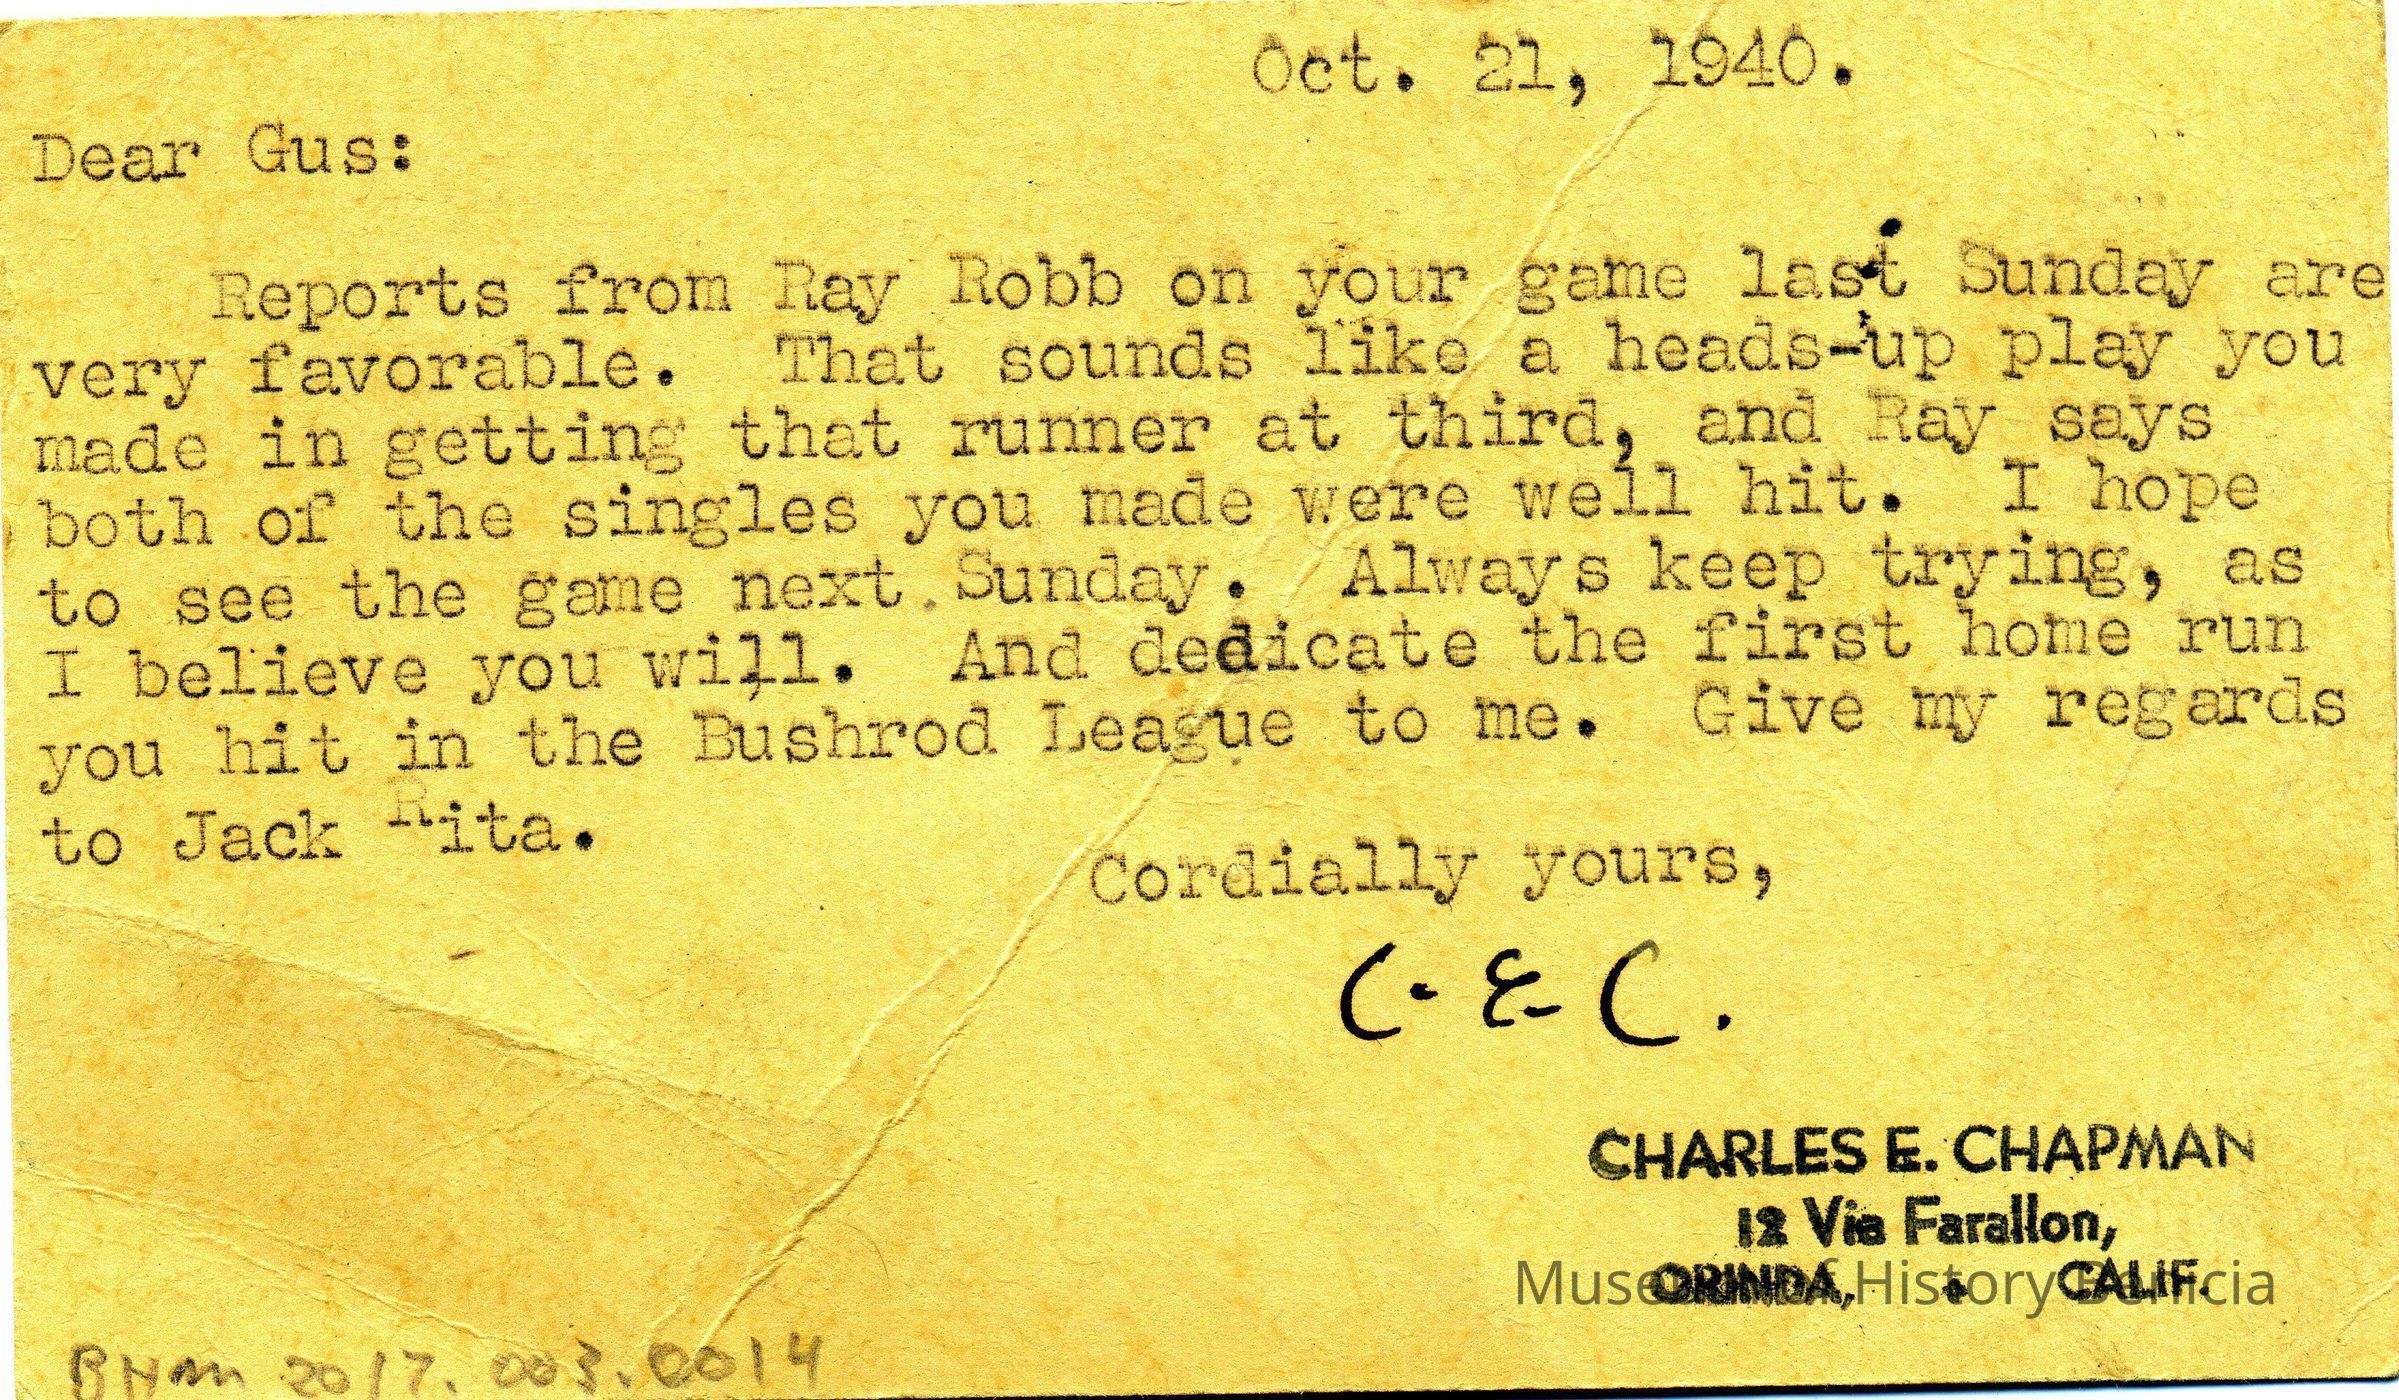 Oct. 21, 1940.
Dear Gus:
Reports from Ray Robb on your game last Sunday are
very favorable. That sounds like a heads-up play you
made in getting that runner at third, and Ray says
both of the singles you made were well hit. I hope
to see the game next Sunday. Always keep trying, as
I believe you will. And dedicate the first home run
you hit in the Bushrod League to me. Give my regards
to Jack Rita.
Cordially yours,
C. E. C.
CHARLES E. CHAPMAN
12 Via Farallon,
ORINDA, CALIF.
Museum of History Benicia
BHM 2017.003.0014